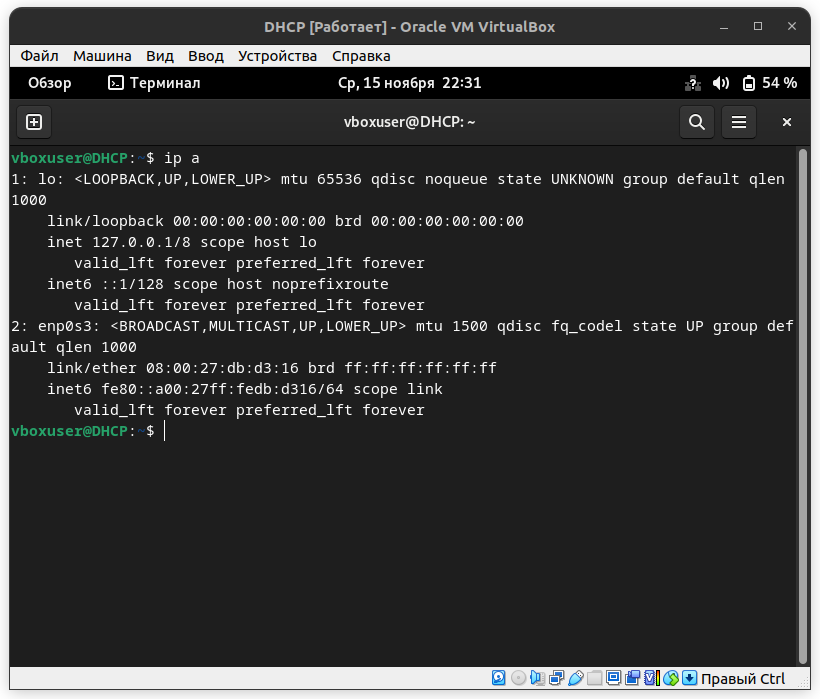 DHCP [Работает] - Oracle VM VirtualBox
Файл Машина Вид Ввод Устройства Справка
Обзор Терминал Ср, 15 ноября 22:31 54 %
vboxuser@DHCP: ~
vboxuser@DHCP:~$ ip a
1: lo: <LOOPBACK,UP,LOWER_UP> mtu 65536 qdisc noqueue state UNKNOWN group default qlen
1000
    link/loopback 00:00:00:00:00:00 brd 00:00:00:00:00:00
    inet 127.0.0.1/8 scope host lo
       valid_lft forever preferred_lft forever
    inet6 ::1/128 scope host noprefixroute
       valid_lft forever preferred_lft forever
2: enp0s3: <BROADCAST,MULTICAST,UP,LOWER_UP> mtu 1500 qdisc fq_codel state UP group def
ault qlen 1000
    link/ether 08:00:27:db:d3:16 brd ff:ff:ff:ff:ff:ff
    inet6 fe80::a00:27ff:fedb:d316/64 scope link
       valid_lft forever preferred_lft forever
vboxuser@DHCP:~$
Правый Ctrl